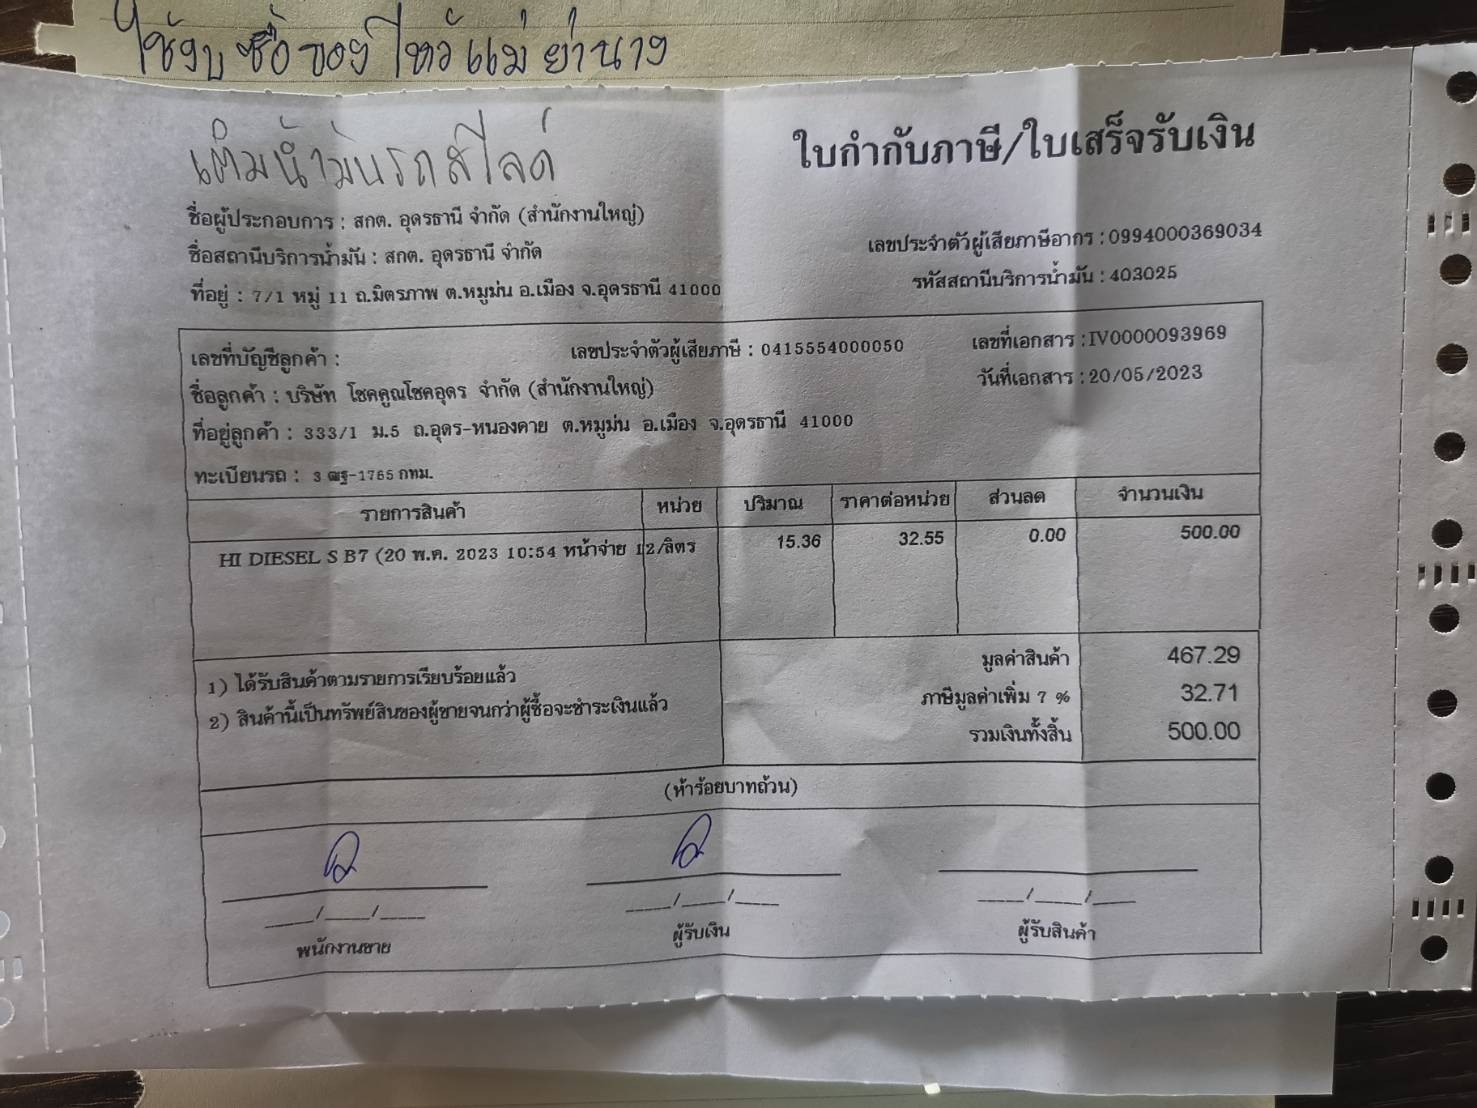 ใช้งบซื้อของไหว้แม่ย่านาง
เติมน้ำมันรถสไลด์
ใบกำกับภาษี/ใบเสร็จรับเงิน
ชื่อผู้ประกอบการ : สกต. อุดรธานี จำกัด (สำนักงานใหญ่)
เลขประจำตัวผู้เสียภาษีอากร : 0994000369034
ชื่อสถานีบริการน้ำมัน : สกต. อุดรธานี จำกัด
รหัสสถานีบริการน้ำมัน : 403025
ที่อยู่ : 7/1 หมู่ 11 ถ.มิตรภาพ ต.หมูม่น อ.เมือง จ.อุดรธานี 41000
เลขที่บัญชีลูกค้า : เลขประจำตัวผู้เสียภาษี : 0415554000050 เลขที่เอกสาร : IV0000093969
ชื่อลูกค้า : บริษัท โชคคูณโชคอุดร จำกัด (สำนักงานใหญ่) วันที่เอกสาร : 20/05/2023
ที่อยู่ลูกค้า : 333/1 ม.5 ถ.อุดร-หนองคาย ต.หมูม่น อ.เมือง จ.อุดรธานี 41000
ทะเบียนรถ : 3 ฒฐ-1765 กทม.
รายการสินค้า หน่วย ปริมาณ ราคาต่อหน่วย ส่วนลด จำนวนเงิน
HI DIESEL S B7 (20 พ.ค. 2023 10:54 หน้าจ่าย 12/ลิตร 15.36 32.55 0.00 500.00
1) ได้รับสินค้าตามรายการเรียบร้อยแล้ว
2) สินค้านี้เป็นทรัพย์สินของผู้ขายจนกว่าผู้ซื้อจะชำระเงินแล้ว
มูลค่าสินค้า 467.29
ภาษีมูลค่าเพิ่ม 7 % 32.71
รวมเงินทั้งสิ้น 500.00
(ห้าร้อยบาทถ้วน)
____/____/____ ____/____/____ ____/____/____
พนักงานขาย ผู้รับเงิน ผู้รับสินค้า